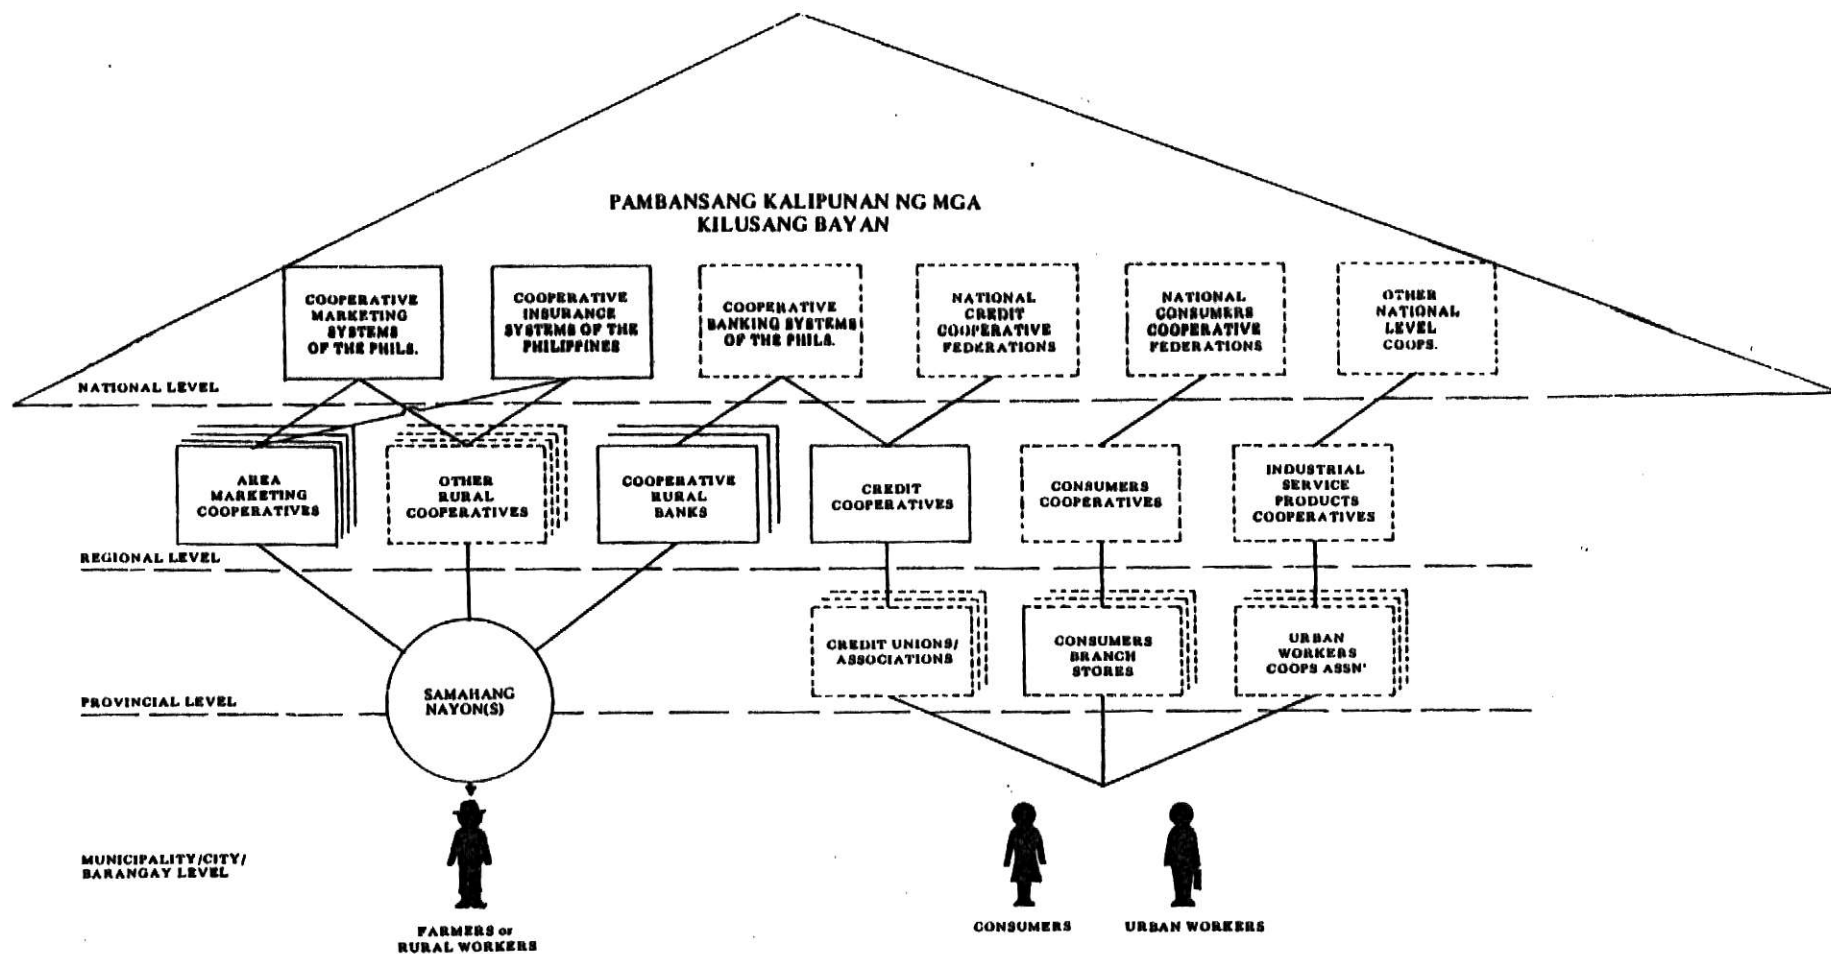 PAMBANSANG KALIPUNAN NG MGA
KILUSANG BAYAN
COOPERATIVE
MARKETING
SYSTEMS
OF THE PHILS.
COOPERATIVE
INSURANCE
SYSTEMS OF THE
PHILIPPINES
COOPERATIVE
BANKING SYSTEMS
OF THE PHILS.
NATIONAL
CREDIT
COOPERATIVE
FEDERATIONS
NATIONAL
CONSUMERS
COOPERATIVE
FEDERATIONS
OTHER
NATIONAL
LEVEL
COOPS.
NATIONAL LEVEL
AREA
MARKETING
COOPERATIVES
OTHER
RURAL
COOPERATIVES
COOPERATIVE
RURAL
BANKS
CREDIT
COOPERATIVES
CONSUMERS
COOPERATIVES
INDUSTRIAL
SERVICE
PRODUCTS
COOPERATIVES
REGIONAL LEVEL
SAMAHANG
NAYON(S)
CREDIT UNIONS/
ASSOCIATIONS
CONSUMERS
BRANCH
STORES
URBAN
WORKERS
COOPS ASSN'
PROVINCIAL LEVEL
MUNICIPALITY/CITY/
BARANGAY LEVEL
FARMERS or
RURAL WORKERS
CONSUMERS
URBAN WORKERS